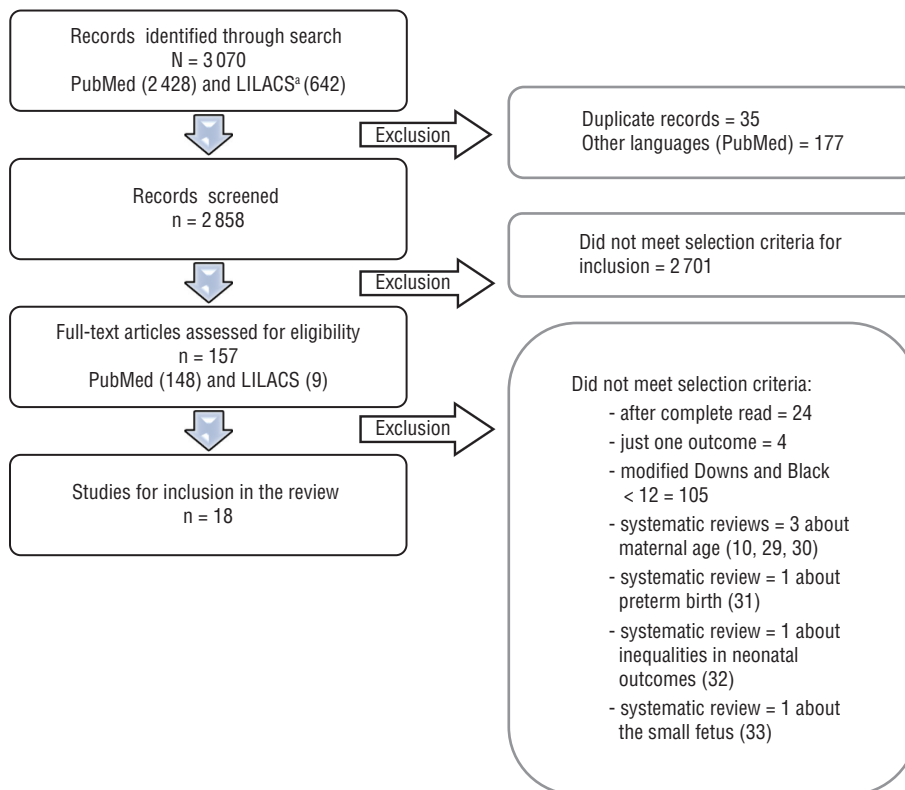 Records identified through search
N = 3 070
PubMed (2 428) and LILACSª (642)
Exclusion
Duplicate records = 35
Other languages (PubMed) = 177
Records screened
n = 2 858
Exclusion
Did not meet selection criteria for
inclusion = 2 701
Full-text articles assessed for eligibility
n = 157
PubMed (148) and LILACS (9)
Exclusion
Did not meet selection criteria:
- after complete read = 24
- just one outcome = 4
- modified Downs and Black
< 12 = 105
- systematic reviews = 3 about
maternal age (10, 29, 30)
- systematic review = 1 about
preterm birth (31)
- systematic review = 1 about
inequalities in neonatal
outcomes (32)
- systematic review = 1 about
the small fetus (33)
Studies for inclusion in the review
n = 18